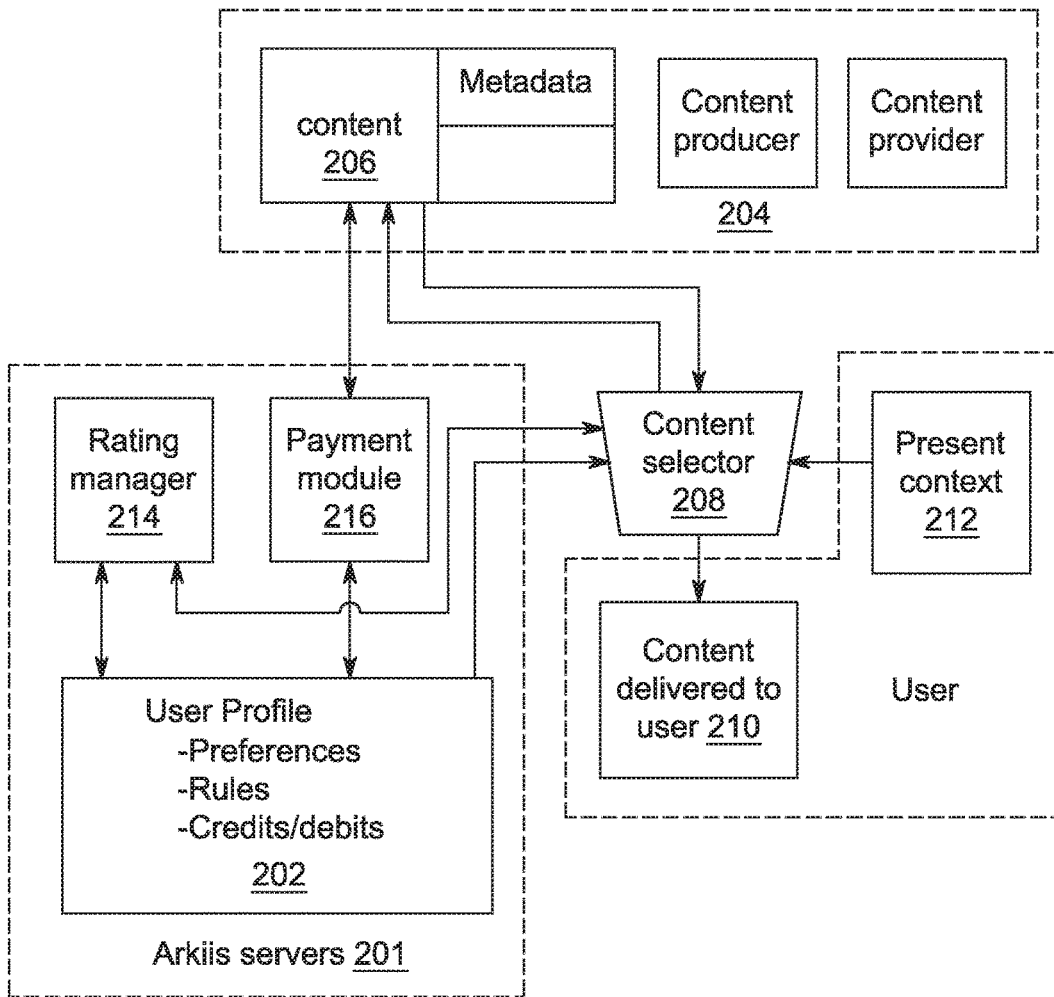 content
206
Metadata
Content
producer
Content
provider
204
Rating
manager
214
Payment
module
216
Content
selector
208
Present
context
212
User Profile
-Preferences
-Rules
-Credits/debits
202
Content
delivered to
user 210
User
Arkiis servers 201